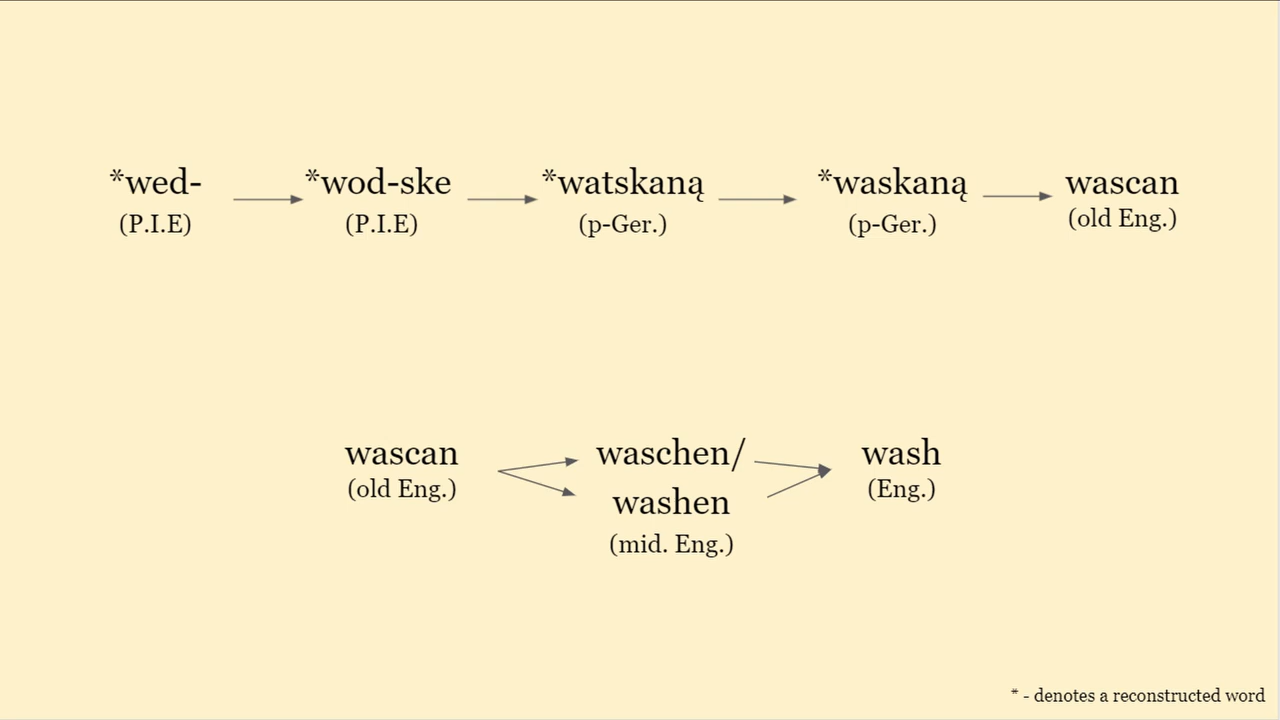 *wed- *wod-ske *watskaną *waskaną wascan
(P.I.E) (P.I.E) (p-Ger.) (p-Ger.) (old Eng.)
wascan waschen/ wash
(old Eng.) washen (Eng.)
(mid. Eng.)
* - denotes a reconstructed word